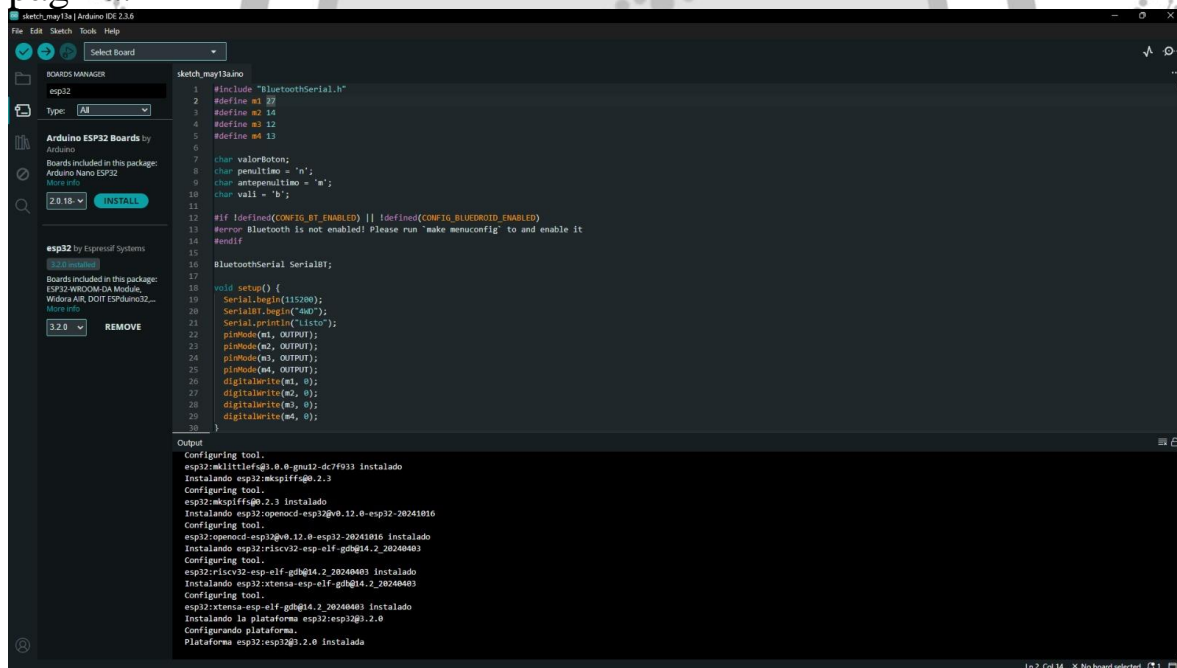 sketch_may13a | Arduino IDE 2.3.6
File Edit Sketch Tools Help
Select Board
BOARDS MANAGER
esp32
Type: All
Arduino ESP32 Boards by
Arduino
Boards included in this package:
Arduino Nano ESP32
More info
2.0.18-
INSTALL
esp32 by Espressif Systems
3.2.0 installed
Boards included in this package:
ESP32-WROOM-DA Module,
Widora AIR, DOIT ESPduino32,...
More info
3.2.0
REMOVE
sketch_may13a.ino
1 #include "BluetoothSerial.h"
2 #define m1 27
3 #define m2 14
4 #define m3 12
5 #define m4 13
6
7 char valorBoton;
8 char penultimo = 'n';
9 char antepenultimo = 'm';
10 char vali = 'b';
11
12 #if !defined(CONFIG_BT_ENABLED) || !defined(CONFIG_BLUEDROID_ENABLED)
13 #error Bluetooth is not enabled! Please run `make menuconfig` to and enable it
14 #endif
15
16 BluetoothSerial SerialBT;
17
18 void setup() {
19 Serial.begin(115200);
20 SerialBT.begin("4WD");
21 Serial.println("Listo");
22 pinMode(m1, OUTPUT);
23 pinMode(m2, OUTPUT);
24 pinMode(m3, OUTPUT);
25 pinMode(m4, OUTPUT);
26 digitalWrite(m1, 0);
27 digitalWrite(m2, 0);
28 digitalWrite(m3, 0);
29 digitalWrite(m4, 0);
30 }
Output
Configuring tool.
esp32:mklittlefs@3.0.0-gnu12-dc7f933 instalado
Instalando esp32:mkspiffs@0.2.3
Configuring tool.
esp32:mkspiffs@0.2.3 instalado
Instalando esp32:openocd-esp32@v0.12.0-esp32-20241016
Configuring tool.
esp32:openocd-esp32@v0.12.0-esp32-20241016 instalado
Instalando esp32:riscv32-esp-elf-gdb@14.2_20240403
Configuring tool.
esp32:riscv32-esp-elf-gdb@14.2_20240403 instalado
Instalando esp32:xtensa-esp-elf-gdb@14.2_20240403
Configuring tool.
esp32:xtensa-esp-elf-gdb@14.2_20240403 instalado
Instalando la plataforma esp32:esp32@3.2.0
Configurando plataforma.
Plataforma esp32:esp32@3.2.0 instalada
Ln 2, Col 14 × No board selected 1